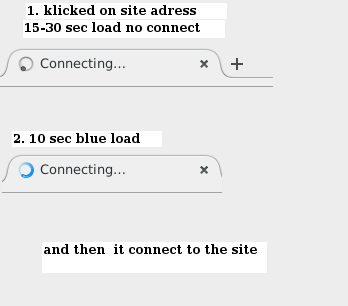 1. klicked on site adress
15-30 sec load no connect
Connecting...
2. 10 sec blue load
Connecting...
and then it connect to the site